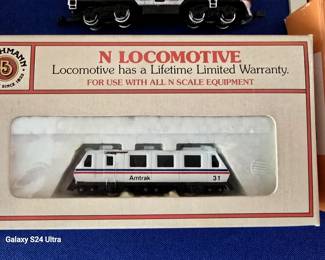 N LOCOMOTIVE
Locomotive has a Lifetime Limited Warranty.
FOR USE WITH ALL N SCALE EQUIPMENT
Amtrak
31
Galaxy S24 Ultra